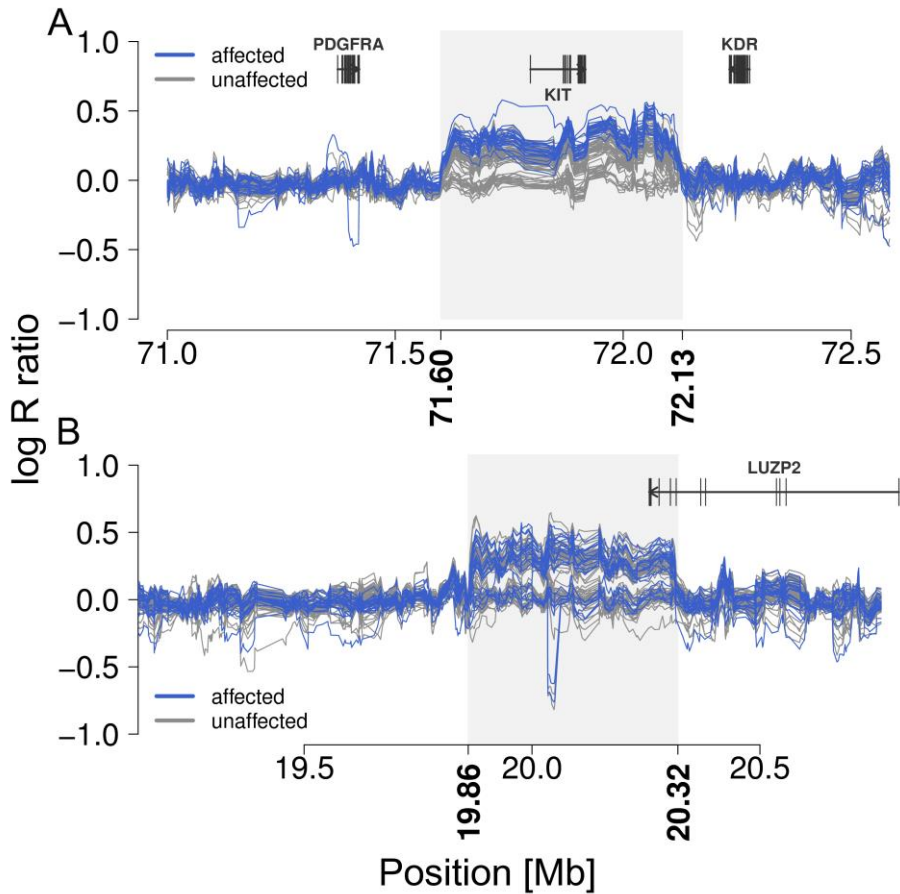 A
1.0
0.5
0.0
−0.5
−1.0
affected
unaffected
PDGFRA
KIT
KDR
71.0
71.5
72.0
72.5
71.60
72.13
log R ratio
B
1.0
0.5
0.0
−0.5
−1.0
LUZP2
affected
unaffected
19.5
20.0
20.5
19.86
20.32
Position [Mb]